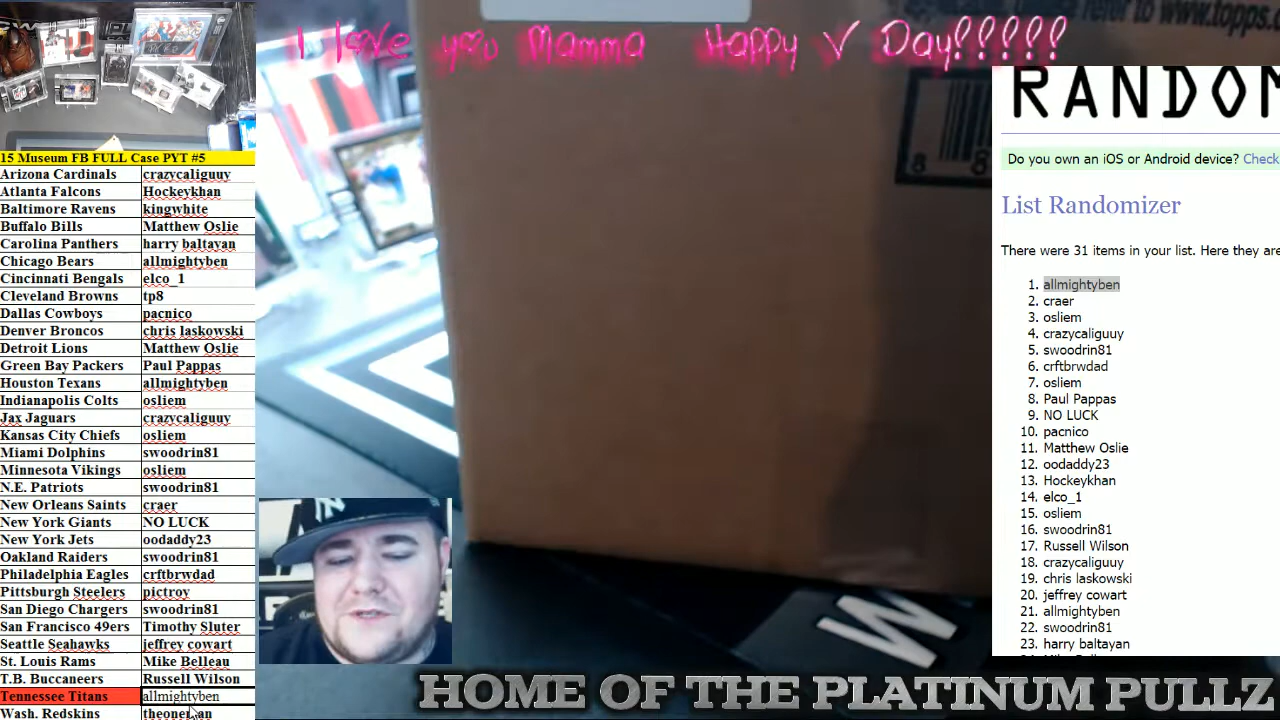 I love you Mamma Happy V Day!!!!!
to www.topps.
15 Museum FB FULL Case PYT #5
Arizona Cardinals crazycaliguuy
Atlanta Falcons Hockeykhan
Baltimore Ravens kingwhite
Buffalo Bills Matthew Oslie
Carolina Panthers harry baltayan
Chicago Bears allmightyben
Cincinnati Bengals elco_1
Cleveland Browns tp8
Dallas Cowboys pacnico
Denver Broncos chris laskowski
Detroit Lions Matthew Oslie
Green Bay Packers Paul Pappas
Houston Texans allmightyben
Indianapolis Colts osliem
Jax Jaguars crazycaliguuy
Kansas City Chiefs osliem
Miami Dolphins swoodrin81
Minnesota Vikings osliem
N.E. Patriots swoodrin81
New Orleans Saints craer
New York Giants NO LUCK
New York Jets oodaddy23
Oakland Raiders swoodrin81
Philadelphia Eagles crftbrwdad
Pittsburgh Steelers pictroy
San Diego Chargers swoodrin81
San Francisco 49ers Timothy Sluter
Seattle Seahawks jeffrey cowart
St. Louis Rams Mike Belleau
T.B. Buccaneers Russell Wilson
Tennessee Titans allmightyben
Wash. Redskins
RANDOM
Do you own an iOS or Android device? Check
List Randomizer
There were 31 items in your list. Here they are
1. allmightyben
2. craer
3. osliem
4. crazycaliguuy
5. swoodrin81
6. crftbrwdad
7. osliem
8. Paul Pappas
9. NO LUCK
10. pacnico
11. Matthew Oslie
12. oodaddy23
13. Hockeykhan
14. elco_1
15. osliem
16. swoodrin81
17. Russell Wilson
18. crazycaliguuy
19. chris laskowski
20. jeffrey cowart
21. allmightyben
22. swoodrin81
23. harry baltayan
HOME OF THE PLATINUM PULLZ